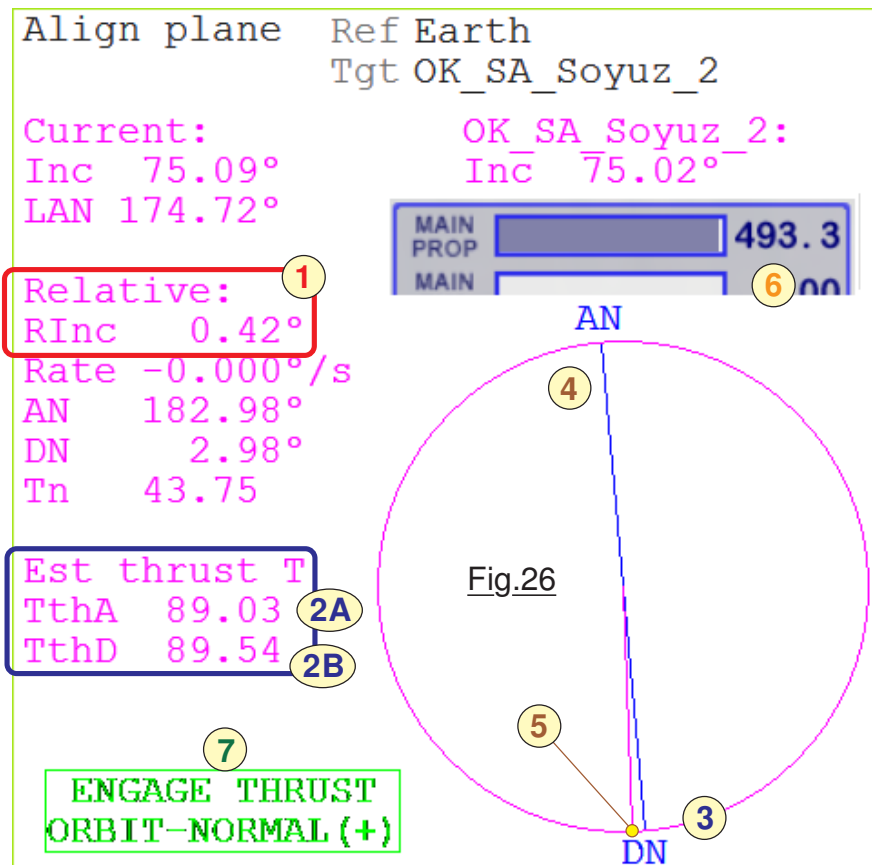 Align plane Ref Earth
Tgt OK_SA_Soyuz_2
Current: OK_SA_Soyuz_2:
Inc 75.09° Inc 75.02°
LAN 174.72°
MAIN PROP 493.3
MAIN 00
1
6
Relative:
RInc 0.42°
AN
Rate -0.000°/s
4
AN 182.98°
DN 2.98°
Tn 43.75
Est thrust T
Fig.26
TthA 89.03 2A
TthD 89.54 2B
5
7
ENGAGE THRUST
ORBIT-NORMAL(+)
3
DN